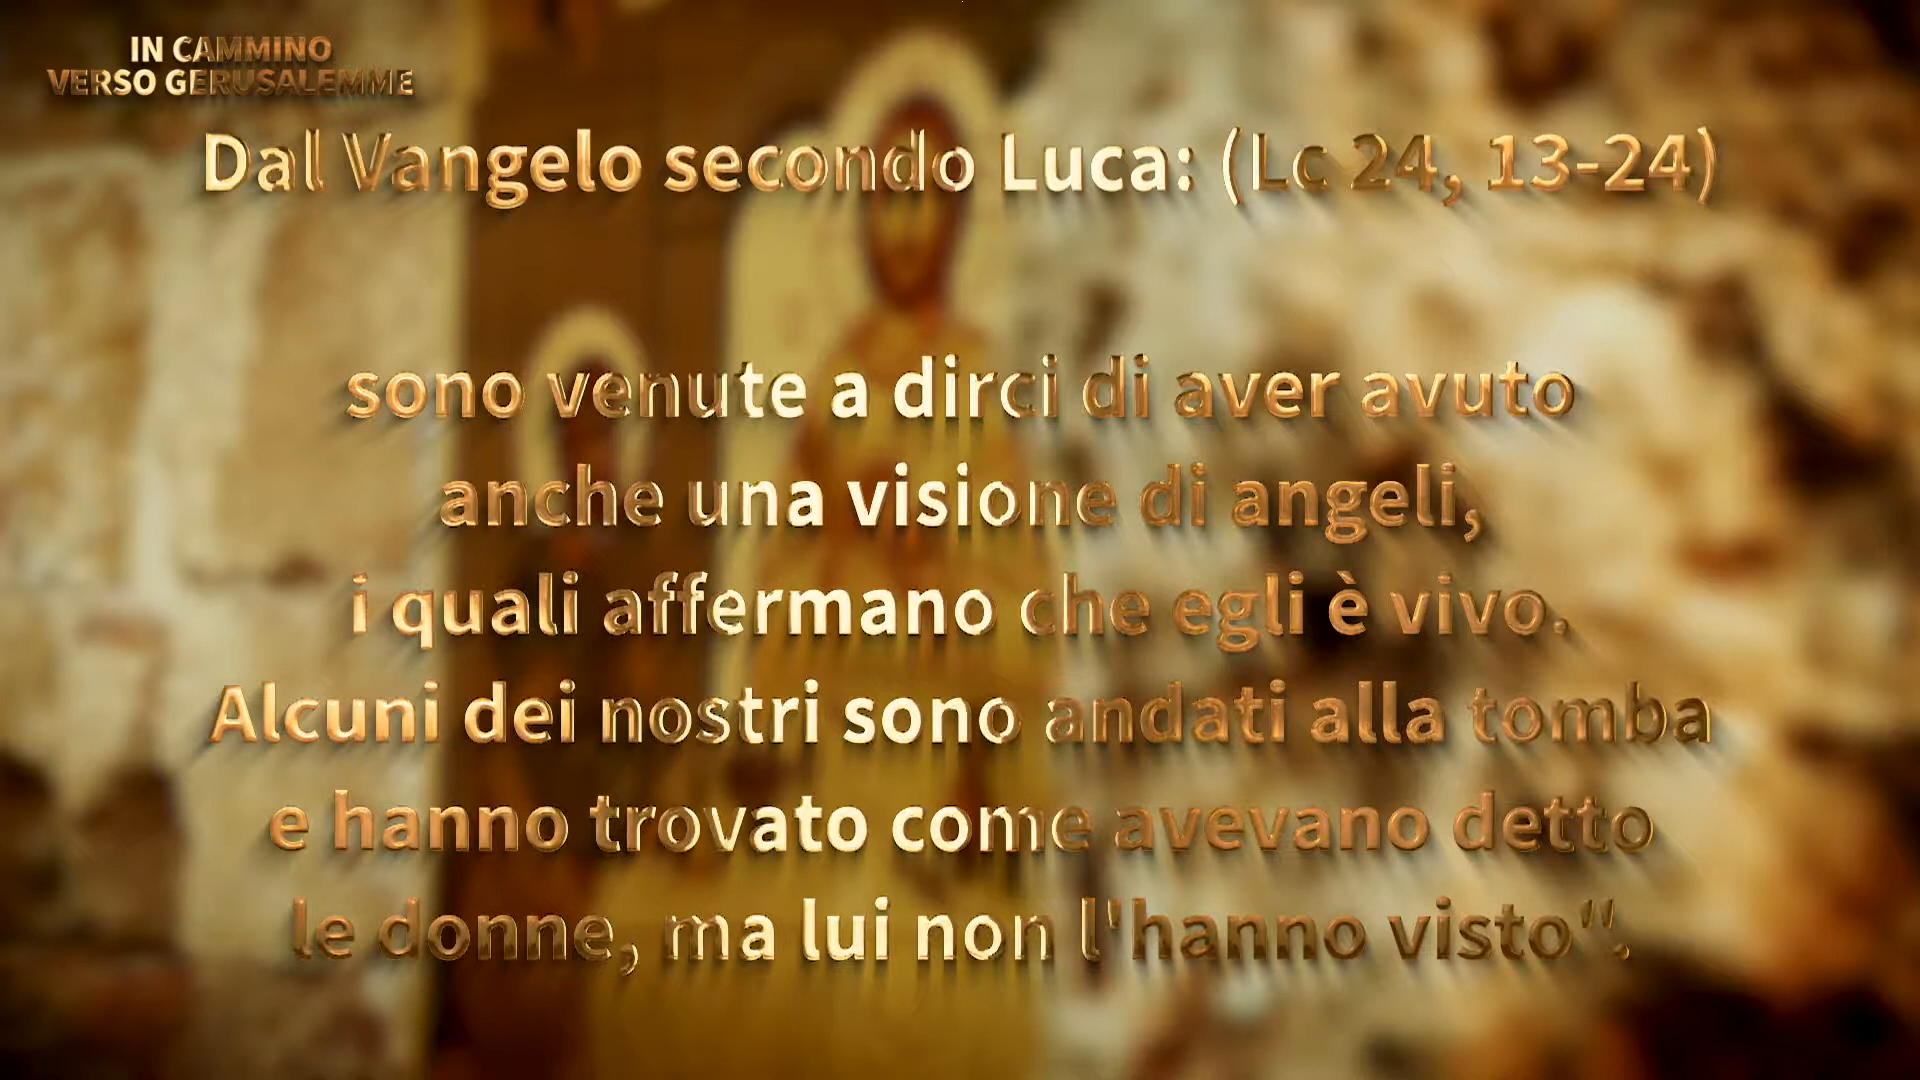 IN CAMMINO
VERSO GERUSALEMME
Dal Vangelo secondo Luca: (Lc 24, 13-24)
sono venute a dirci di aver avuto
anche una visione di angeli,
i quali affermano che egli è vivo.
Alcuni dei nostri sono andati alla tomba
e hanno trovato come avevano detto
le donne, ma lui non l'hanno visto".